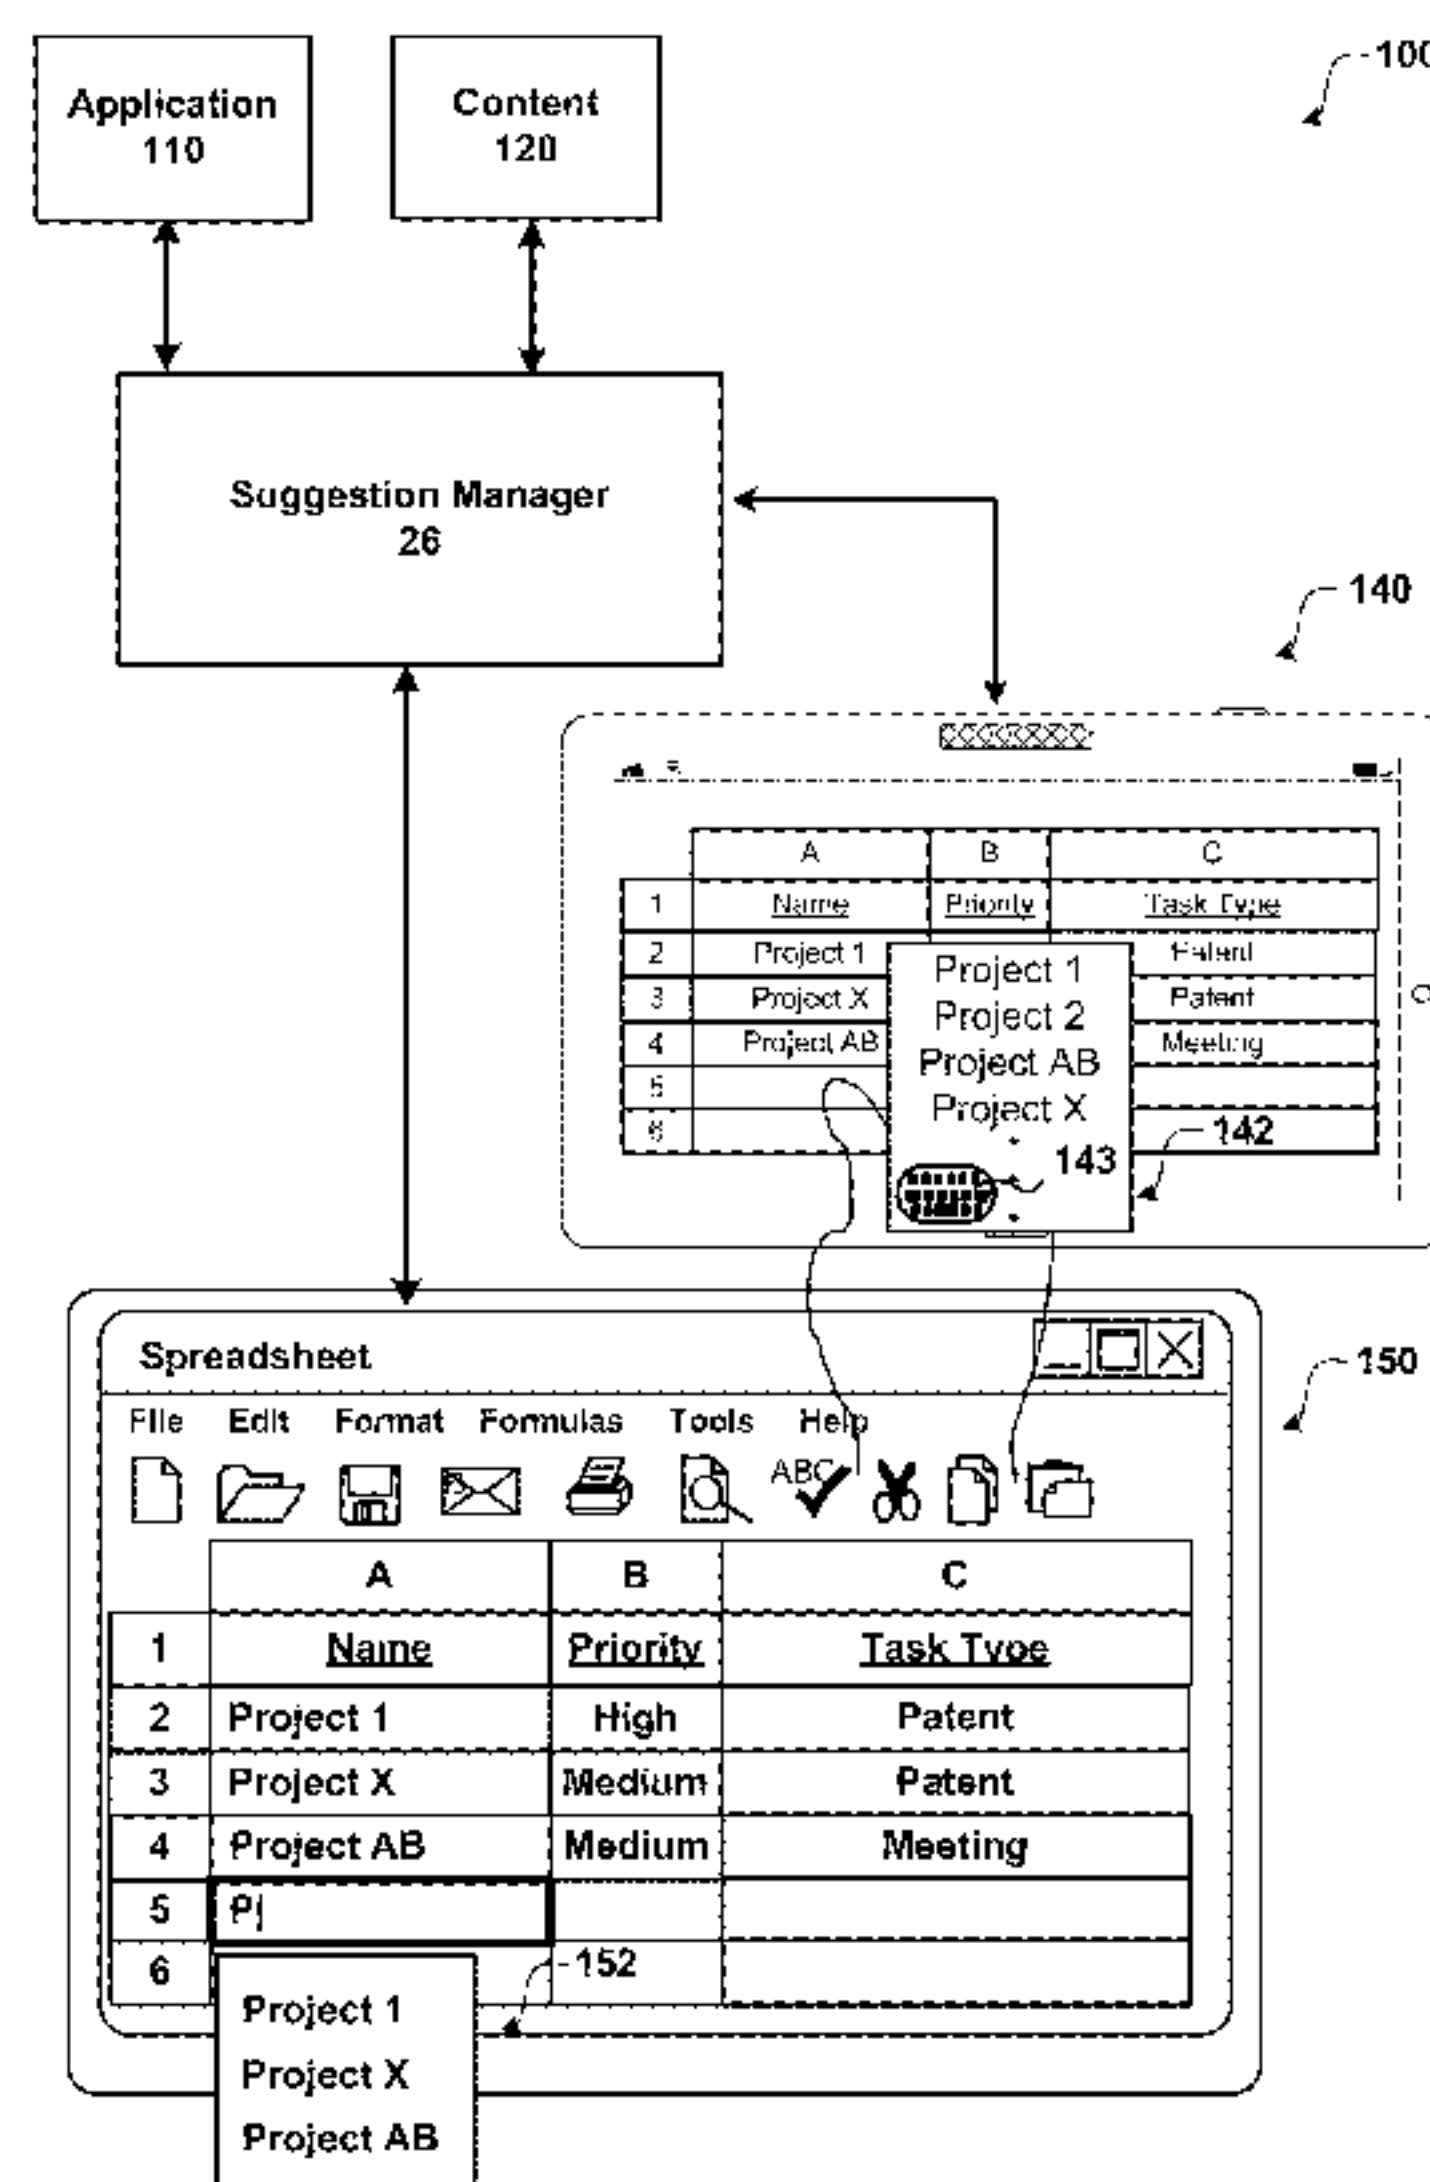 Application
110
Content
120
100
Suggestion Manager
26
140
A B C
1 Name Priority Task Type
2 Project 1 Patent
3 Project X Patent
4 Project AB Meeting
5
6
Project 1
Project 2
Project AB
Project X
143
142
150
Spreadsheet
File Edit Format Formulas Tools Help
ABC
A B C
1 Name Priority Task Type
2 Project 1 High Patent
3 Project X Medium Patent
4 Project AB Medium Meeting
5 P
6
152
Project 1
Project X
Project AB